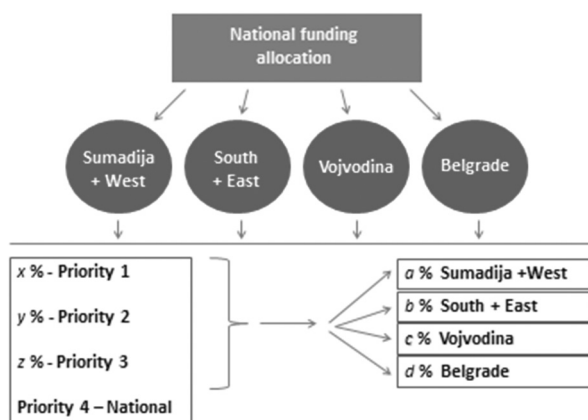 National funding
allocation
Sumadija
+ West
South
+ East
Vojvodina
Belgrade
x % - Priority 1
y % - Priority 2
z % - Priority 3
Priority 4 – National
a % Sumadija +West
b % South + East
c % Vojvodina
d % Belgrade